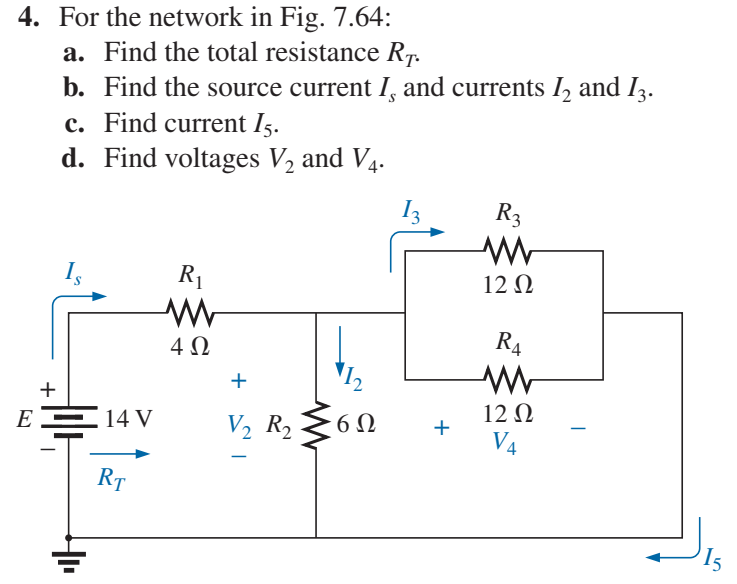 4. For the network in Fig. 7.64:
a. Find the total resistance R_T.
b. Find the source current I_s and currents I_2 and I_3.
c. Find current I_5.
d. Find voltages V_2 and V_4.
I_3
R_3
12 Ω
I_s
R_1
4 Ω
R_4
12 Ω
+ V_4 −
I_2
+
E
14 V
−
+
V_2
−
R_2
6 Ω
R_T
I_5